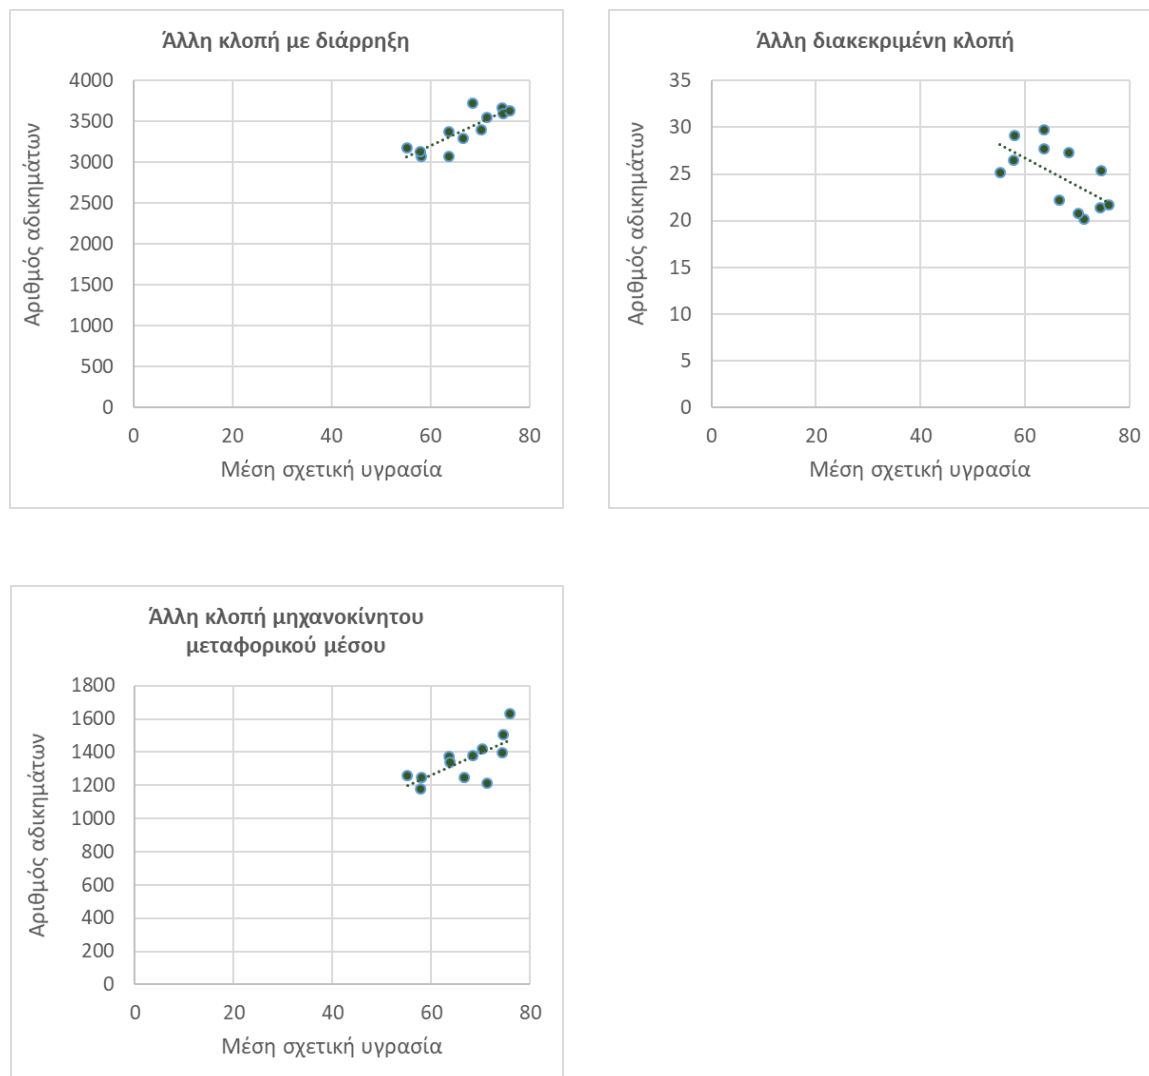 Άλλη κλοπή με διάρρηξη
4000
3500
3000
2500
2000
1500
1000
500
0
0 20 40 60 80
Αριθμός αδικημάτων
Μέση σχετική υγρασία
Άλλη διακεκριμένη κλοπή
35
30
25
20
15
10
5
0
0 20 40 60 80
Αριθμός αδικημάτων
Μέση σχετική υγρασία
Άλλη κλοπή μηχανοκίνητου
μεταφορικού μέσου
1800
1600
1400
1200
1000
800
600
400
200
0
0 20 40 60 80
Αριθμός αδικημάτων
Μέση σχετική υγρασία